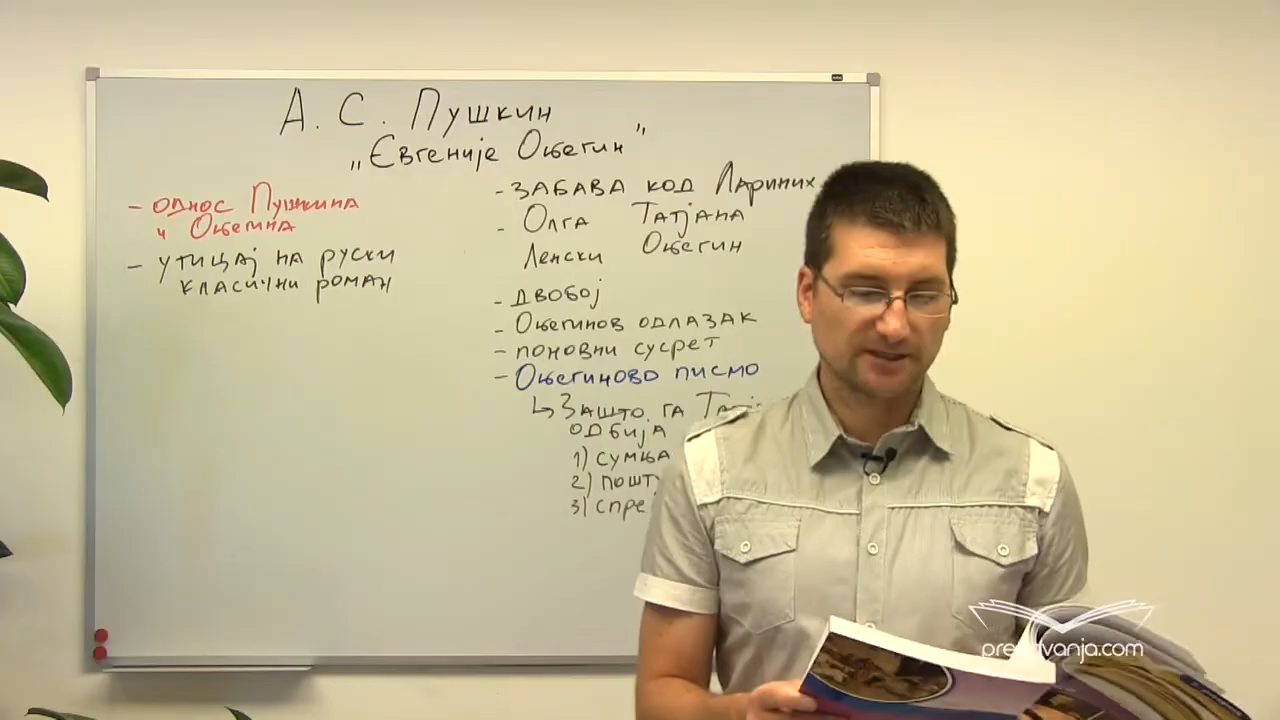 А. С. Пушкин
„Евгеније Оњегин"
- однос Пушкина
и Оњегина
- утицај на руски
класични роман
- забава код Лариних
- Олга Татјана
Ленски Оњегин
- двобој
- Оњегинов одлазак
- поновни сусрет
- Оњегиново писмо
↳ Зашто га
одбија
1) сумња
2)
3)
predavanja.com